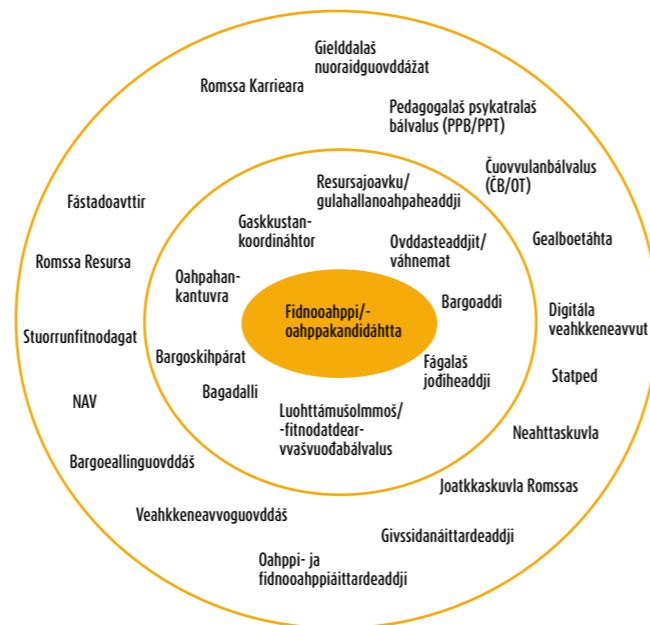 Gielddalaš
nuoraidguovddážat
Romssa Karrieara
Pedagogalaš psykatralaš
bálvalus (PPB/PPT)
Čuovvulanbálvalus
(ČB/OT)
Resursajoavku/
gulahallanoahpaheaddji
Fástadoavttir
Gaskkustan-
koordináhtor
Ovddasteaddjit/
váhnemat
Gealboetáhta
Romssa Resursa
Oahpahan-
kantuvra
Bargoaddi
Fidnooahppi/-
oahppakandidáhtta
Digitála
veahkkeneavvut
Stuorrunfitnodagat
Bargoskihpárat
Fágalaš
jođiheaddji
Statped
Bagadalli
NAV
Luohttámušolmmoš/
-fitnodatdear-
vvašvuođabálvalus
Neahttaskuvla
Bargoeallinguovddáš
Joatkkaskuvla Romssas
Veahkkeneavvoguovddáš
Givssidanáittardeaddji
Oahppi- ja
fidnooahppiáittardeaddji